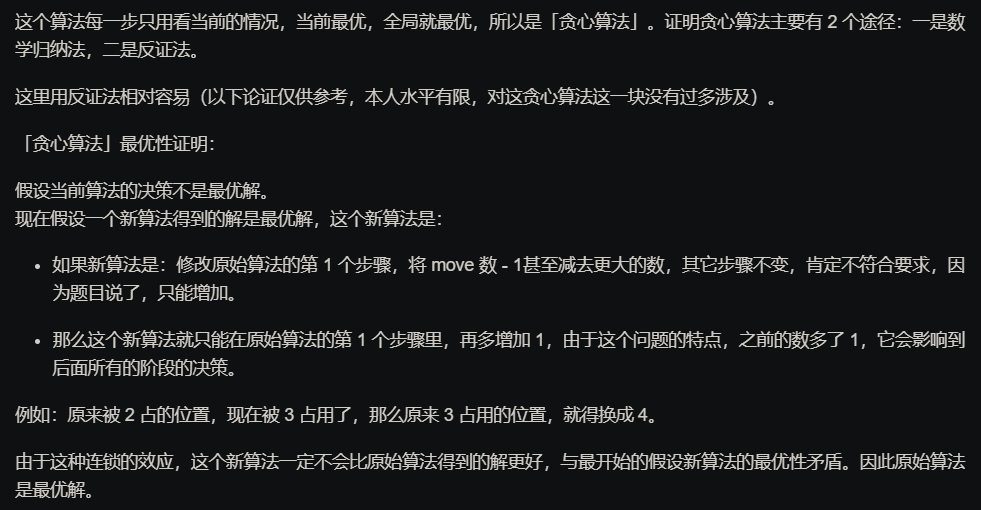 这个算法每一步只用看当前的情况，当前最优，全局就最优，所以是「贪心算法」。证明贪心算法主要有 2 个途径：一是数
学归纳法，二是反证法。
这里用反证法相对容易（以下论证仅供参考，本人水平有限，对这贪心算法这一块没有过多涉及）。
「贪心算法」最优性证明：
假设当前算法的决策不是最优解。
现在假设一个新算法得到的解是最优解，这个新算法是：
• 如果新算法是：修改原始算法的第 1 个步骤，将 move 数 - 1甚至减去更大的数，其它步骤不变，肯定不符合要求，因
为题目说了，只能增加。
• 那么这个新算法就只能在原始算法的第 1 个步骤里，再多增加 1，由于这个问题的特点，之前的数多了 1，它会影响到
后面所有的阶段的决策。
例如：原来被 2 占的位置，现在被 3 占用了，那么原来 3 占用的位置，就得换成 4。
由于这种连锁的效应，这个新算法一定不会比原始算法得到的解更好，与最开始的假设新算法的最优性矛盾。因此原始算法
是最优解。